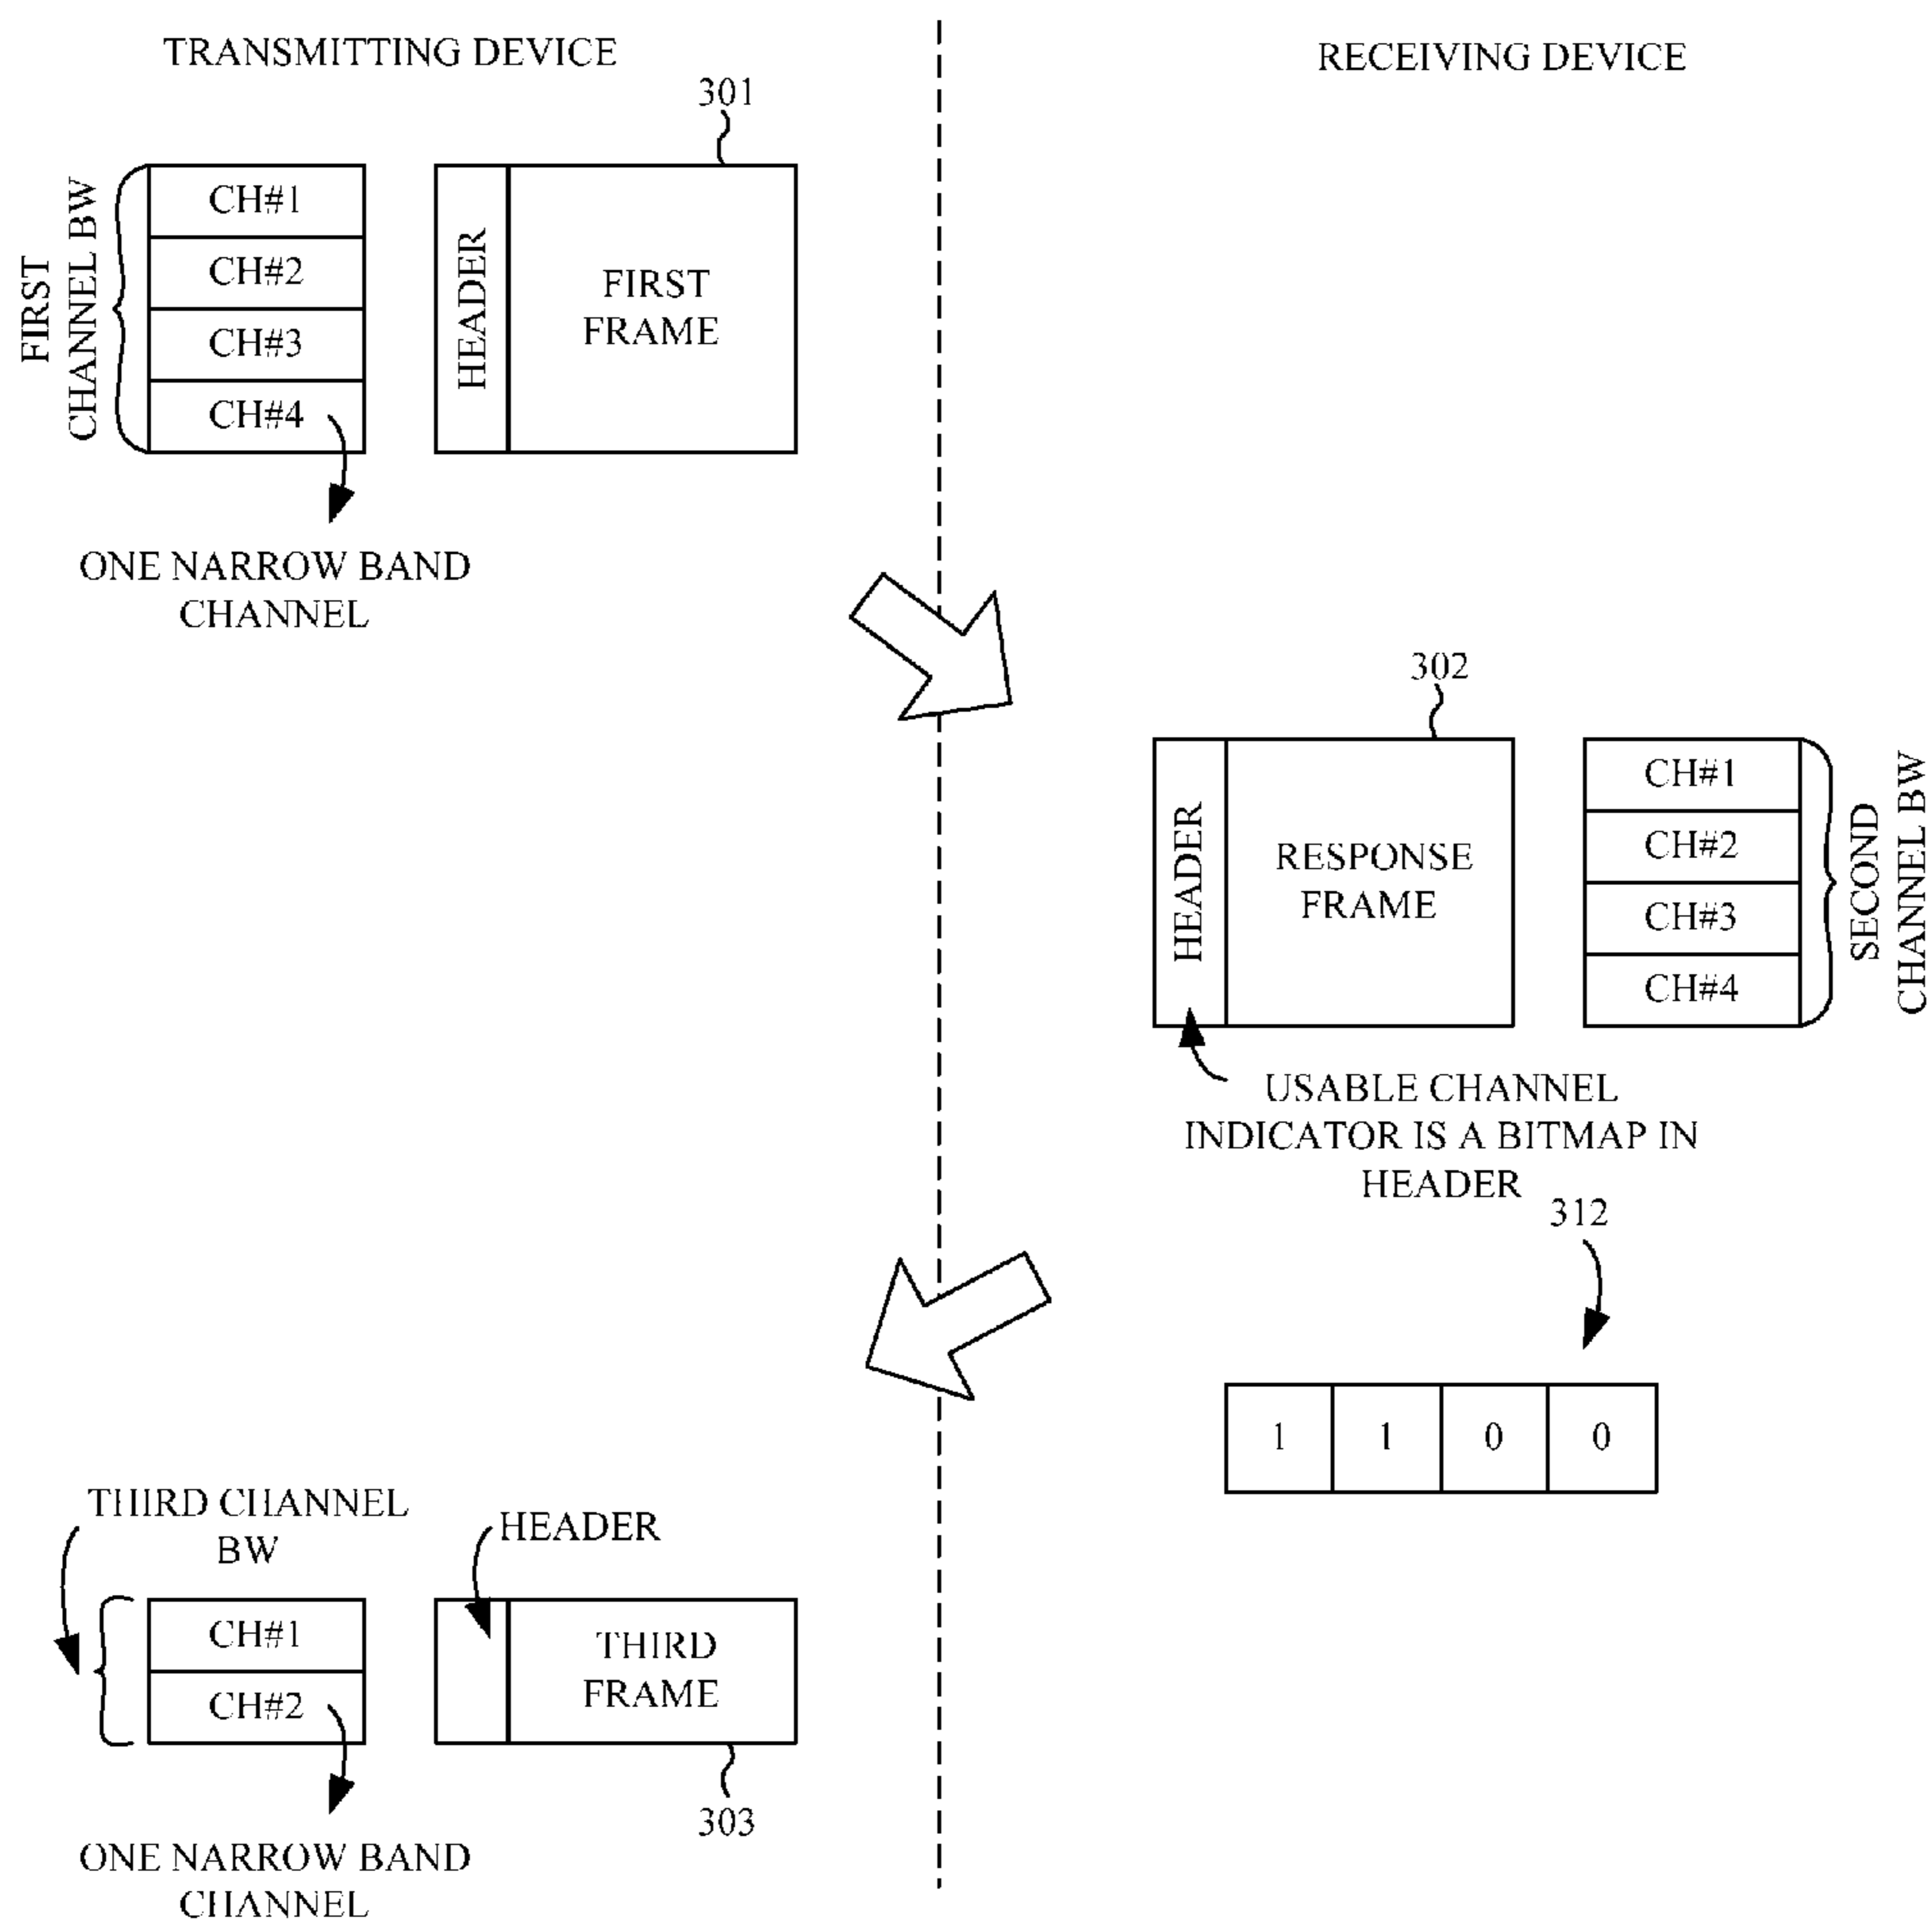 TRANSMITTING DEVICE
RECEIVING DEVICE
301
FIRST
CHANNEL BW
CH#1
CH#2
CH#3
CH#4
HEADER
FIRST
FRAME
ONE NARROW BAND
CHANNEL
302
HEADER
RESPONSE
FRAME
CH#1
CH#2
CH#3
CH#4
SECOND
CHANNEL BW
USABLE CHANNEL
INDICATOR IS A BITMAP IN
HEADER
312
1 1 0 0
THIRD CHANNEL
BW
HEADER
CH#1
CH#2
THIRD
FRAME
303
ONE NARROW BAND
CHANNEL